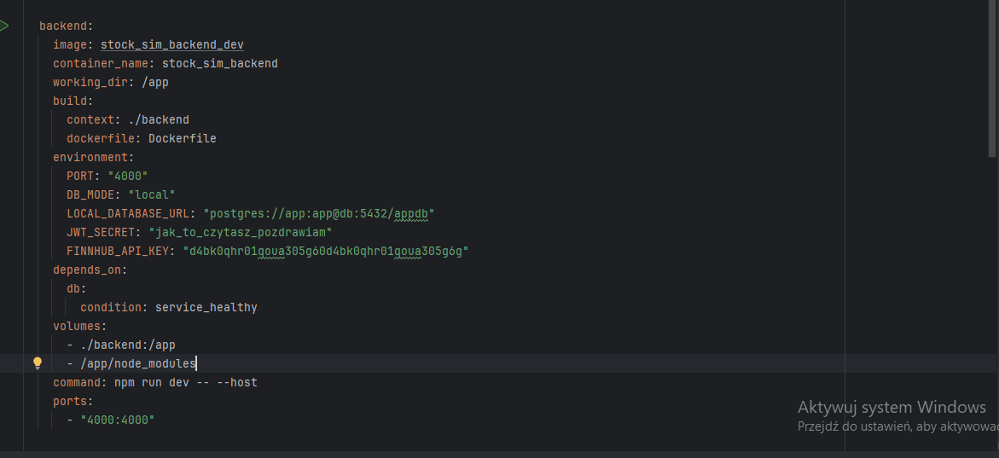 backend:
image: stock_sim_backend_dev
container_name: stock_sim_backend
working_dir: /app
build:
context: ./backend
dockerfile: Dockerfile
environment:
PORT: "4000"
DB_MODE: "local"
LOCAL_DATABASE_URL: "postgres://app:app@db:5432/appdb"
JWT_SECRET: "jak_to_czytasz_pozdrawiam"
FINNHUB_API_KEY: "d4bk0qhr01qoua305g60d4bk0qhr01qoua305g6g"
depends_on:
db:
condition: service_healthy
volumes:
- ./backend:/app
- /app/node_modules
command: npm run dev -- --host
ports:
- "4000:4000"
Aktywuj system Windows
Przejdź do ustawień, aby aktywować